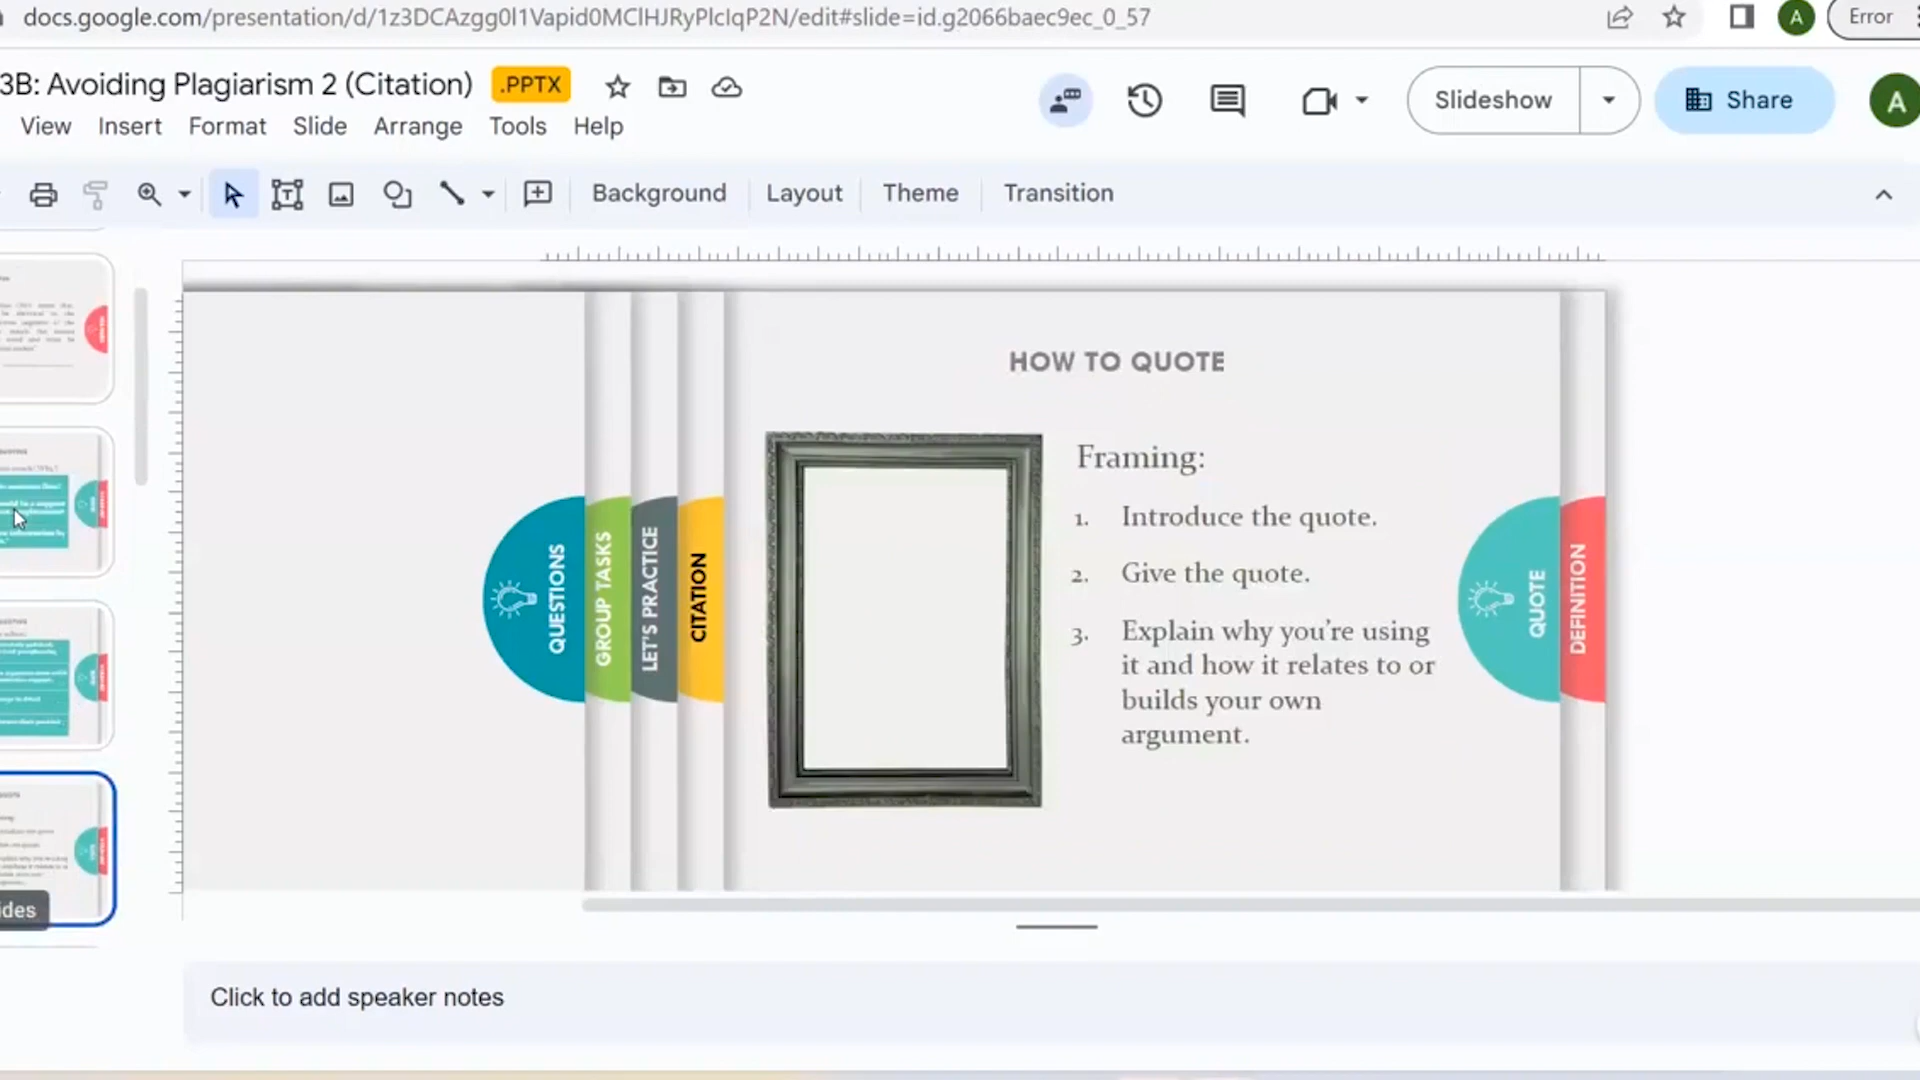 docs.google.com/presentation/d/1z3DCAzgg0l1Vapid0MClHJRyPlcIqP2N/edit#slide=id.g2066baec9ec_0_57
A
Error
3B: Avoiding Plagiarism 2 (Citation)
.PPTX
Slideshow
Share
A
View Insert Format Slide Arrange Tools Help
Background Layout Theme Transition
HOW TO QUOTE
Framing:
1. Introduce the quote.
2. Give the quote.
3. Explain why you're using
it and how it relates to or
builds your own
argument.
QUESTIONS
GROUP TASKS
LET'S PRACTICE
CITATION
QUOTE
DEFINITION
ides
Click to add speaker notes